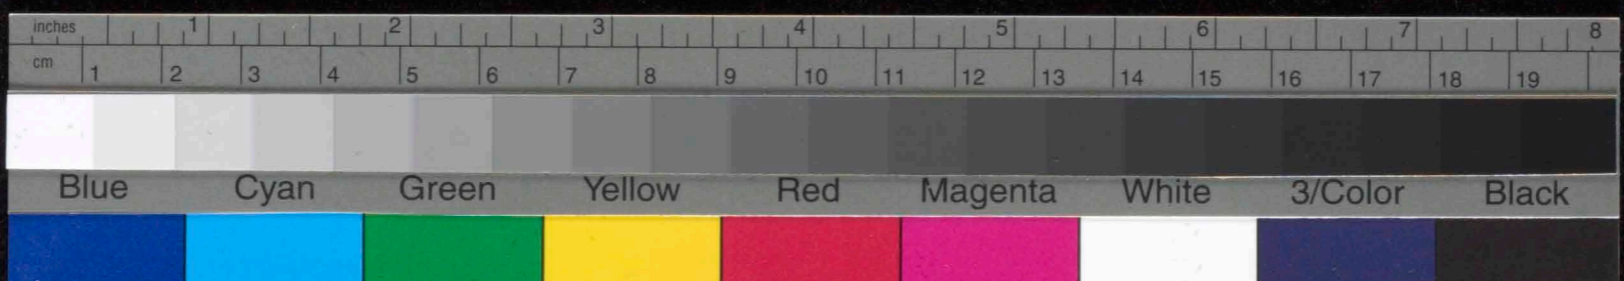 inches 1 2 3 4 5 6 7 8
cm 1 2 3 4 5 6 7 8 9 10 11 12 13 14 15 16 17 18 19
Blue Cyan Green Yellow Red Magenta White 3/Color Black